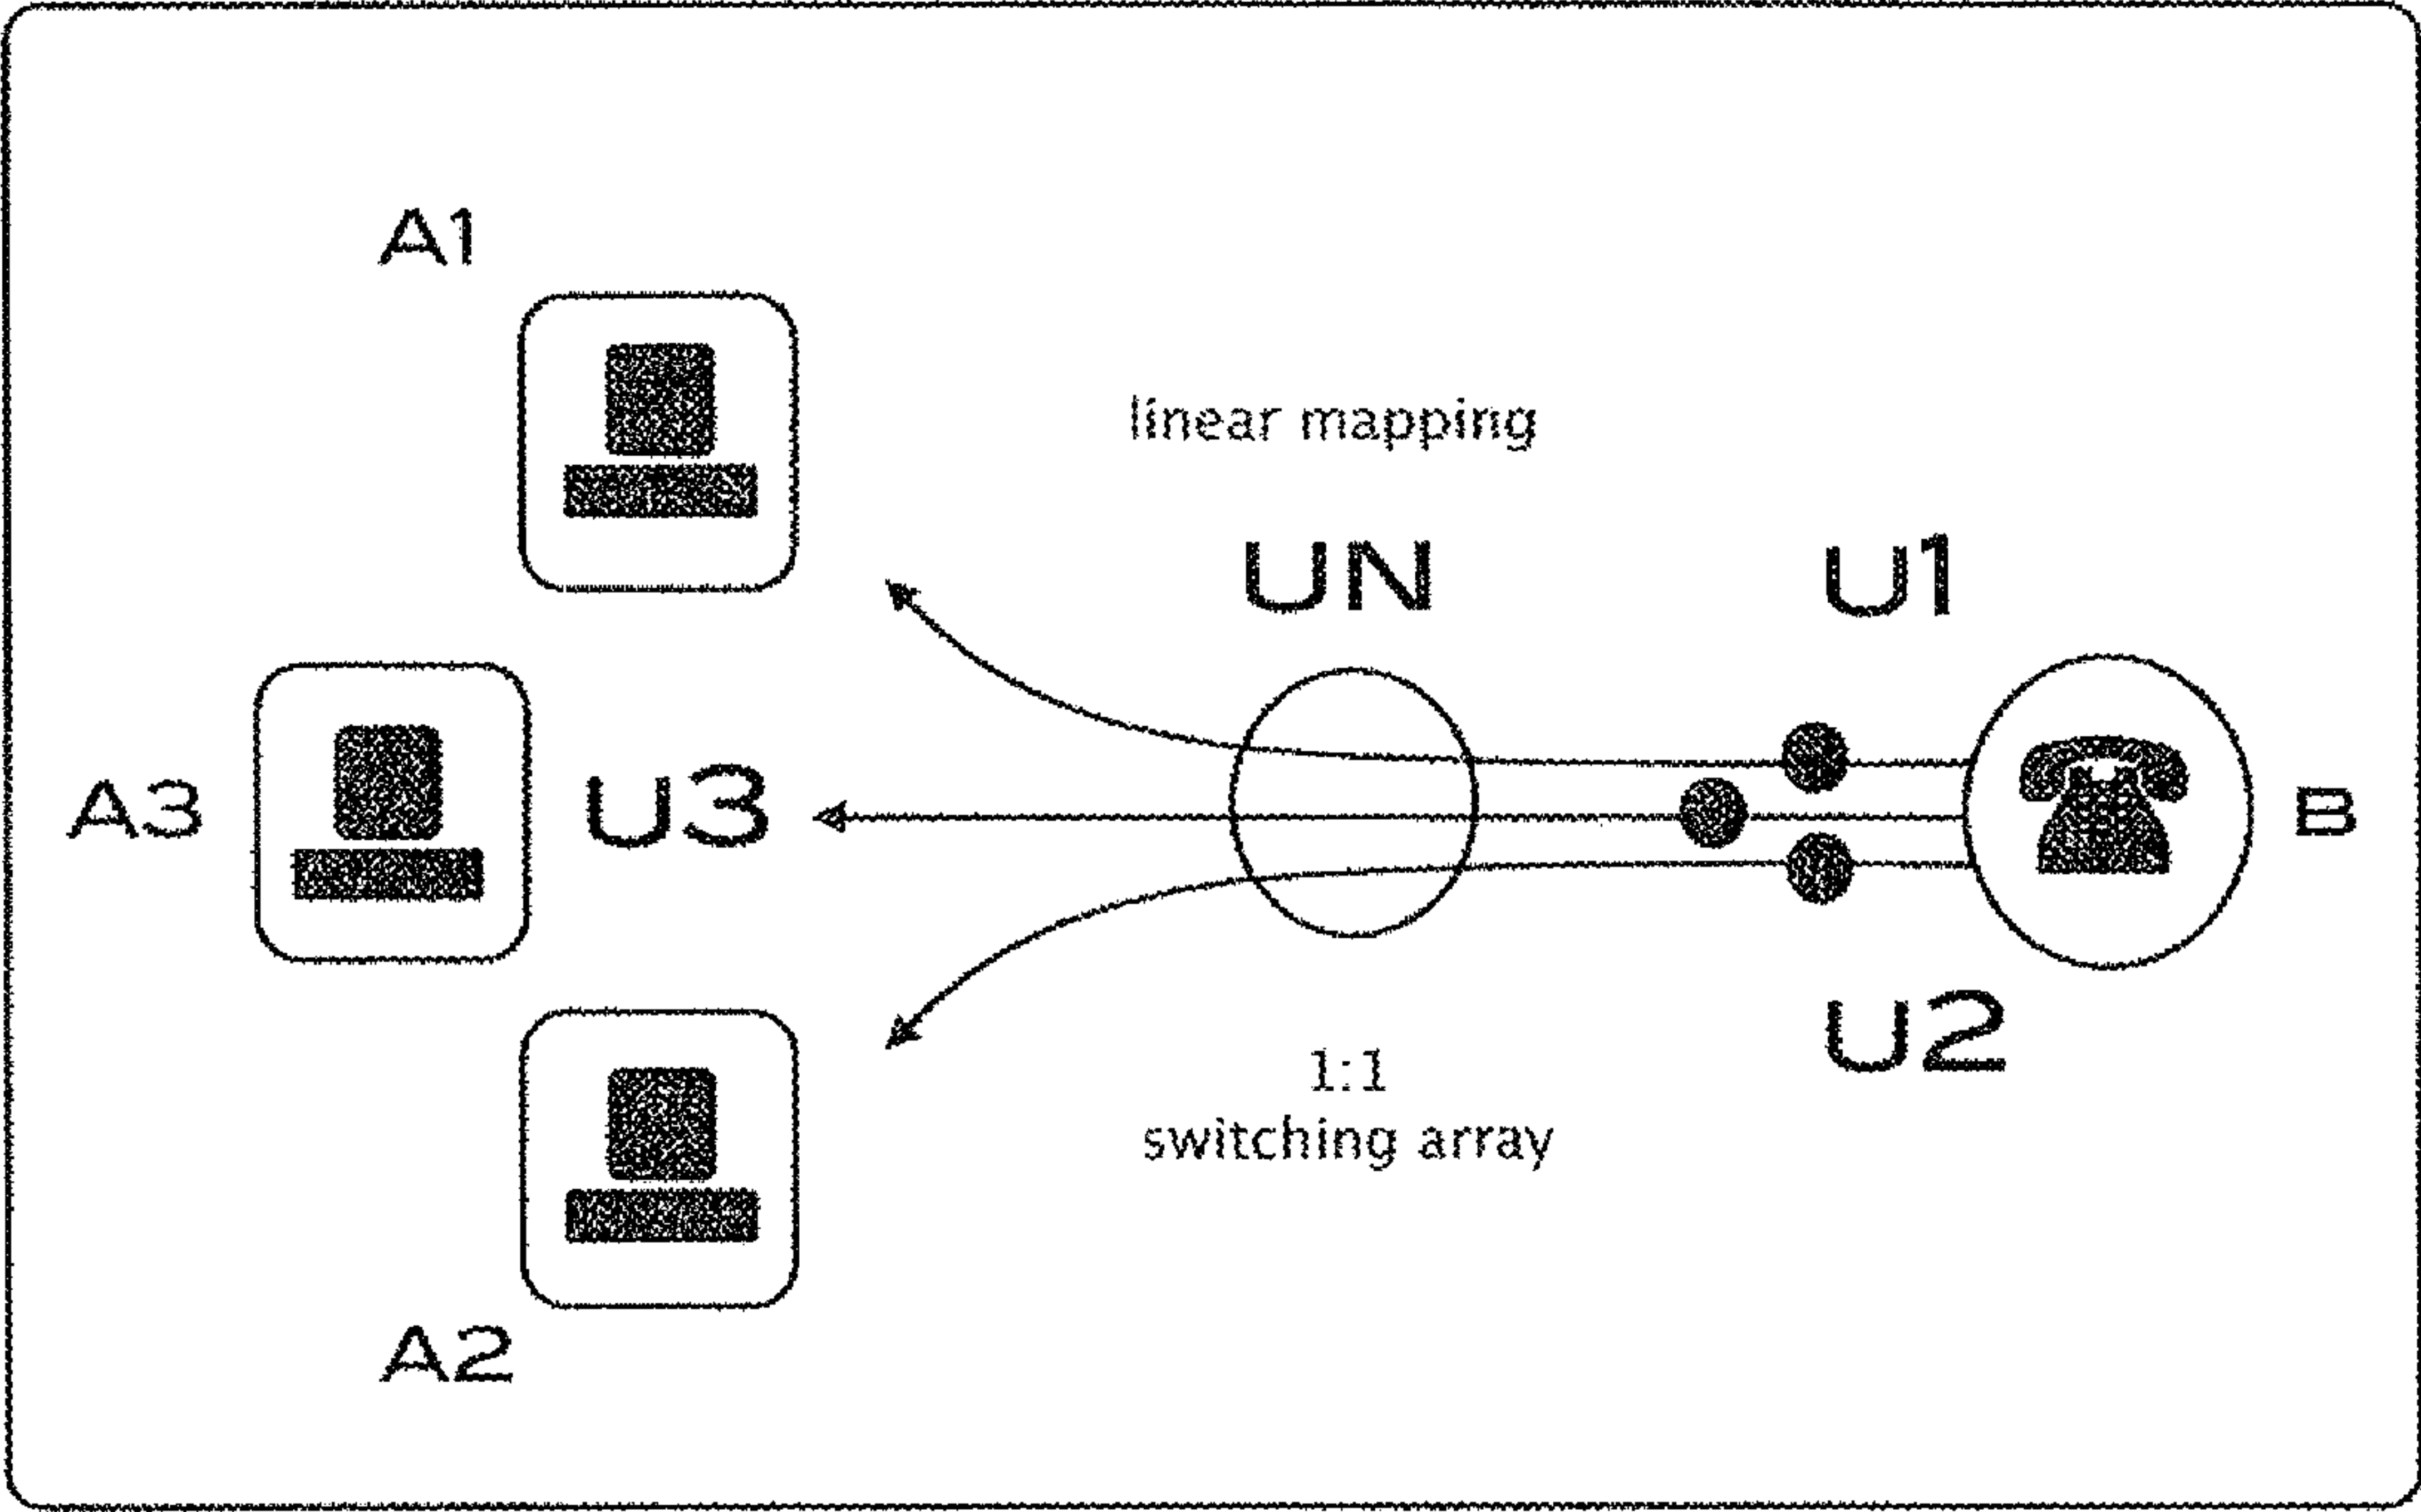 A1
linear mapping
UN
U1
A3
U3
B
U2
1:1
switching array
A2